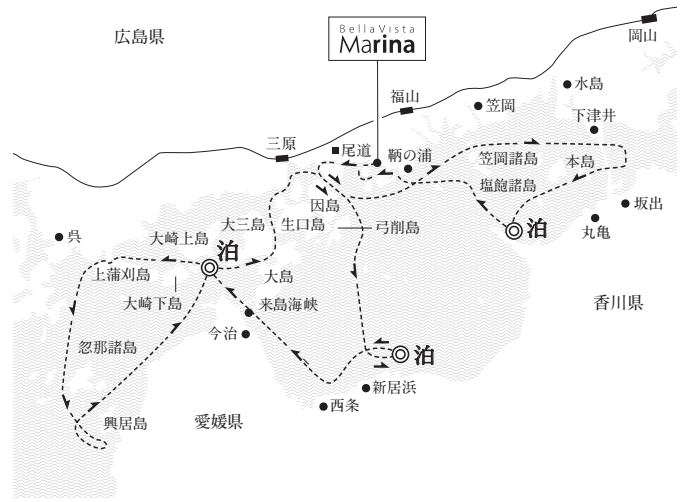 岡山
広島県
BellaVista
Marina
水島
福山
笠岡
下津井
三原
尾道
鞆の浦
笠岡諸島
本島
塩飽諸島
因島
坂出
大三島
生口島
弓削島
泊
丸亀
呉
大崎上島
泊
上蒲刈島
大島
大崎下島
来島海峡
香川県
今治
忽那諸島
泊
新居浜
西条
興居島
愛媛県